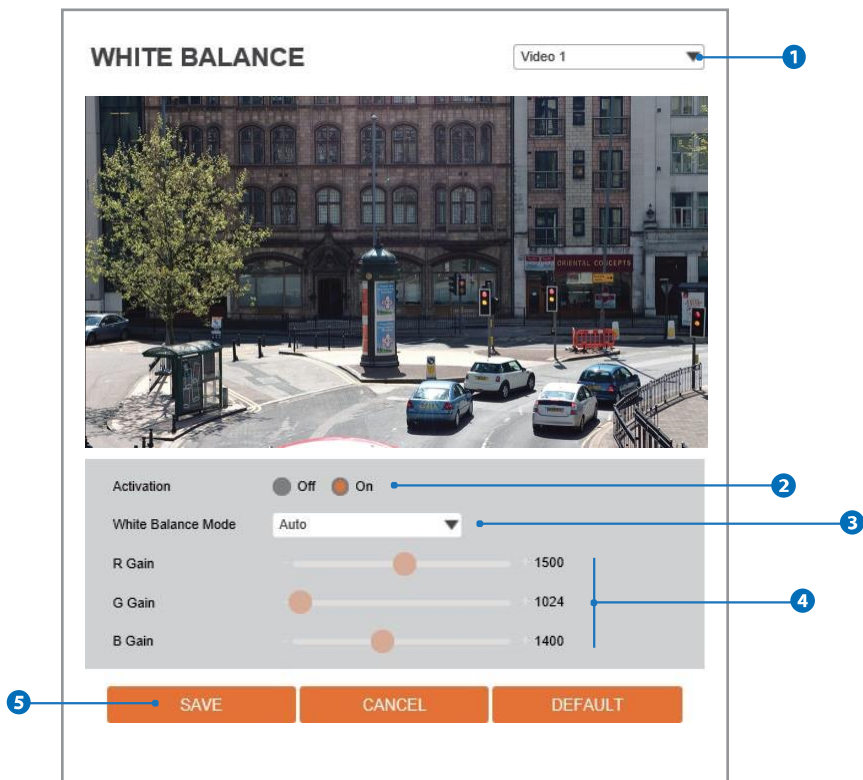 WHITE BALANCE
Video 1
1
ORIENTAL CONCEPTS
Activation
Off
On
2
White Balance Mode
Auto
3
R Gain
- + 1500
G Gain
- + 1024
4
B Gain
- + 1400
5
SAVE
CANCEL
DEFAULT